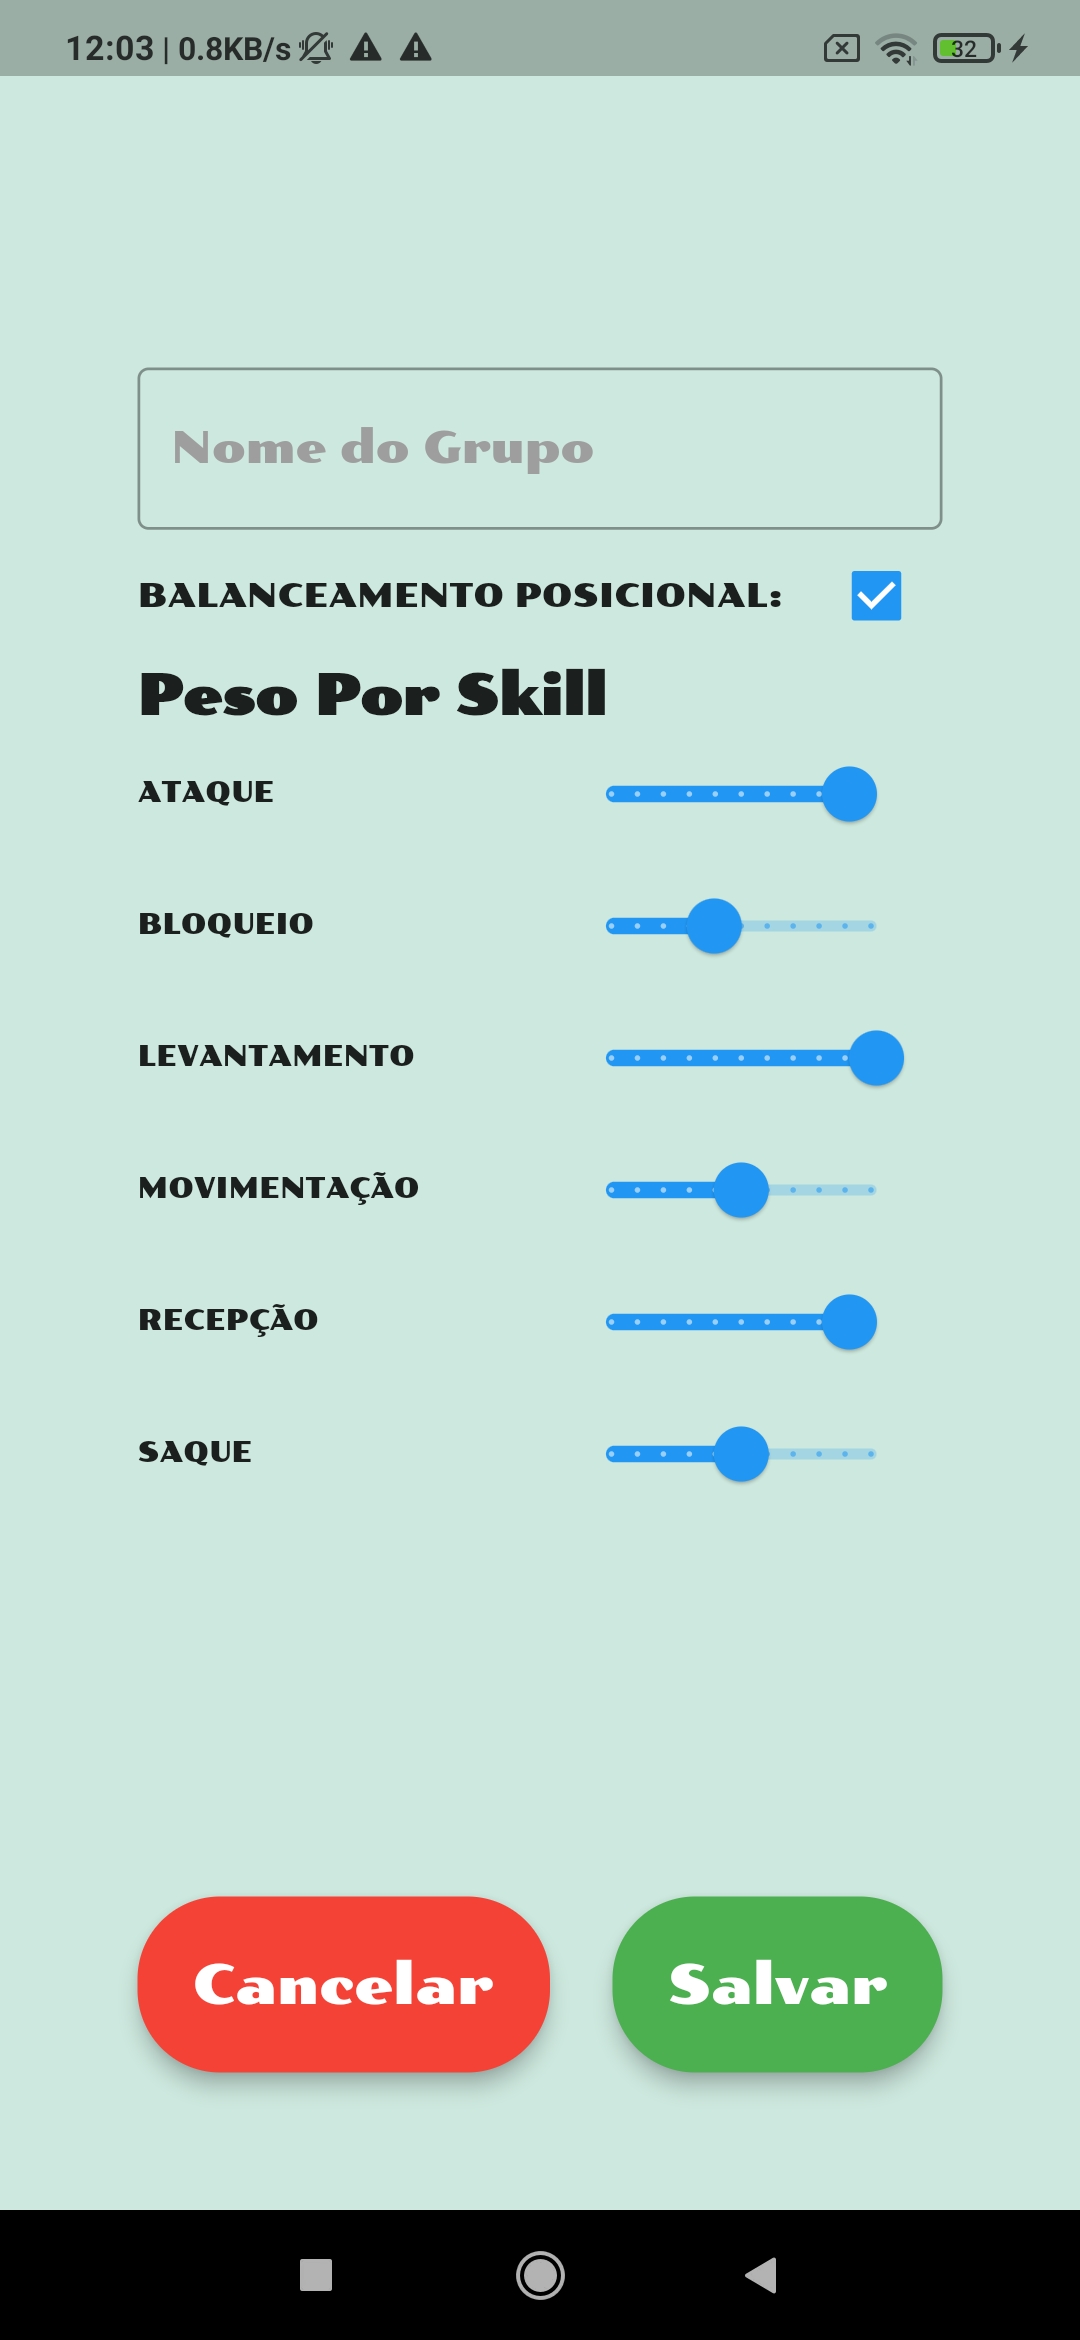 12:03 | 0.8KB/s 32
Nome do Grupo
BALANCEAMENTO POSICIONAL:
Peso Por Skill
ATAQUE
BLOQUEIO
LEVANTAMENTO
MOVIMENTAÇÃO
RECEPÇÃO
SAQUE
Cancelar Salvar